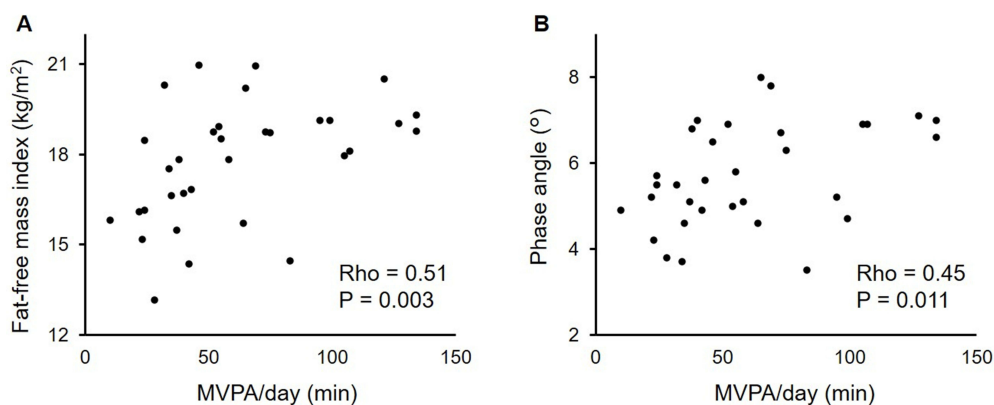 A
Fat-free mass index (kg/m²)
21
18
15
12
0
50
100
150
MVPA/day (min)
Rho = 0.51
P = 0.003
B
Phase angle (°)
8
6
4
2
0
50
100
150
MVPA/day (min)
Rho = 0.45
P = 0.011